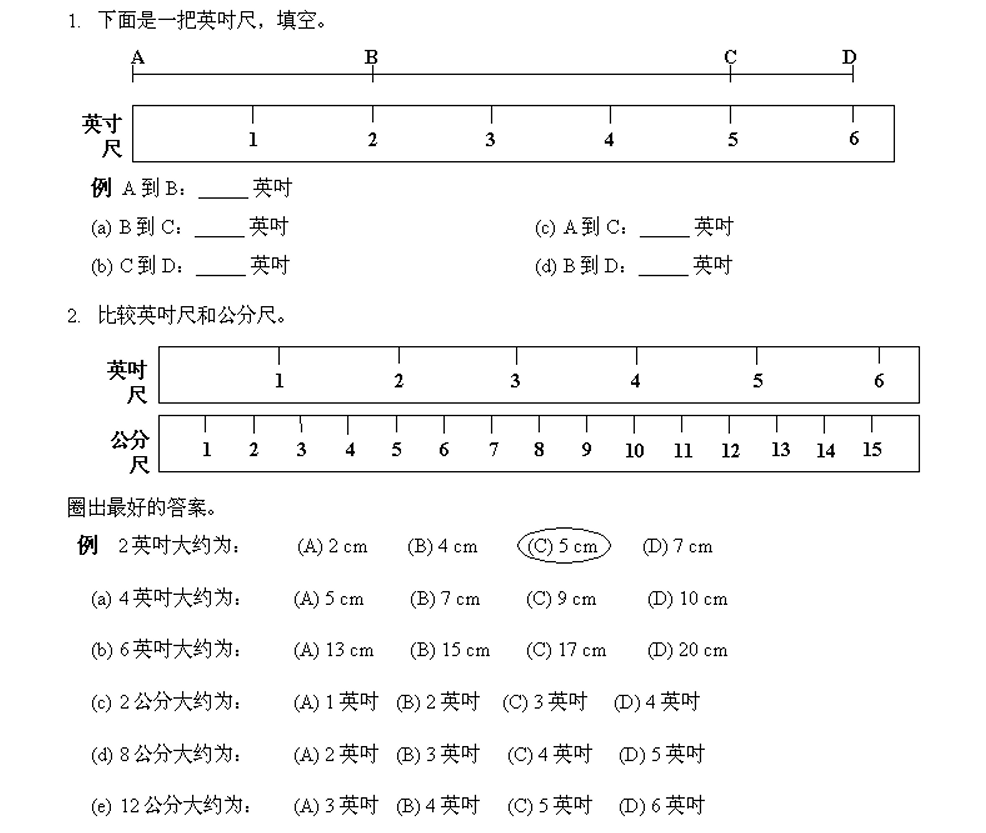 1. 下面是一把英吋尺，填空。
A B C D
英寸尺
1 2 3 4 5 6
例 A 到 B：_____ 英吋
(a) B 到 C：_____ 英吋 (c) A 到 C：_____ 英吋
(b) C 到 D：_____ 英吋 (d) B 到 D：_____ 英吋
2. 比较英吋尺和公分尺。
英吋尺
1 2 3 4 5 6
公分尺
1 2 3 4 5 6 7 8 9 10 11 12 13 14 15
圈出最好的答案。
例 2 英吋大约为： (A) 2 cm (B) 4 cm (C) 5 cm (D) 7 cm
(a) 4 英吋大约为： (A) 5 cm (B) 7 cm (C) 9 cm (D) 10 cm
(b) 6 英吋大约为： (A) 13 cm (B) 15 cm (C) 17 cm (D) 20 cm
(c) 2 公分大约为： (A) 1 英吋 (B) 2 英吋 (C) 3 英吋 (D) 4 英吋
(d) 8 公分大约为： (A) 2 英吋 (B) 3 英吋 (C) 4 英吋 (D) 5 英吋
(e) 12 公分大约为： (A) 3 英吋 (B) 4 英吋 (C) 5 英吋 (D) 6 英吋